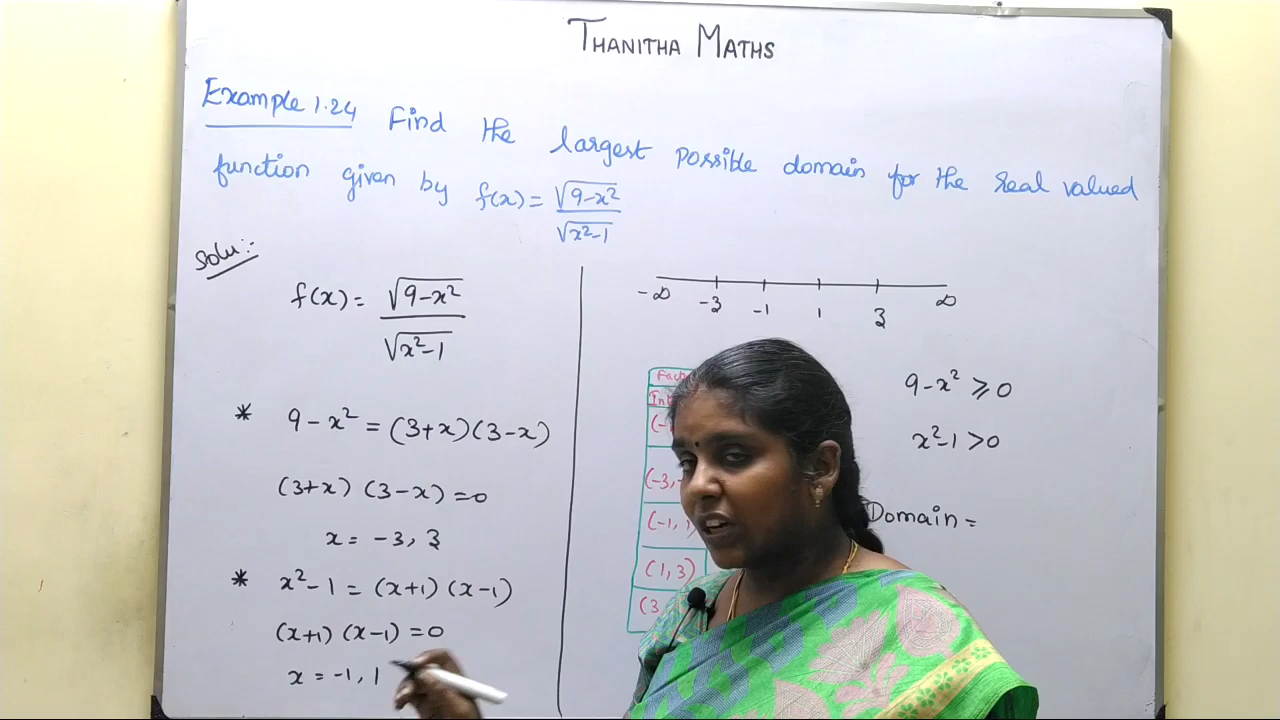 THANITHA MATHS
Example 1.24 Find the largest possible domain for the real valued
function given by f(x) = √(9-x²) / √(x²-1)
Solu:-
f(x) = √(9-x²) / √(x²-1)
* 9-x² = (3+x)(3-x)
(3+x) (3-x) = 0
x = -3, 3
* x²-1 = (x+1) (x-1)
(x+1) (x-1) = 0
x = -1, 1
-∞ -3 -1 1 3 ∞
(-3,
(-1, 1)
(1, 3)
(3
9-x² ≥ 0
x²-1 > 0
Domain =